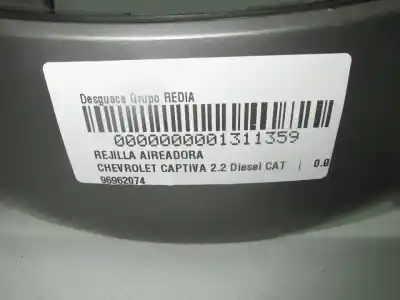 Desguace Grupo REDIA
0000000001311359
REJILLA AIREADORA
CHEVROLET CAPTIVA 2.2 Diesel CAT | 0.0
96962074